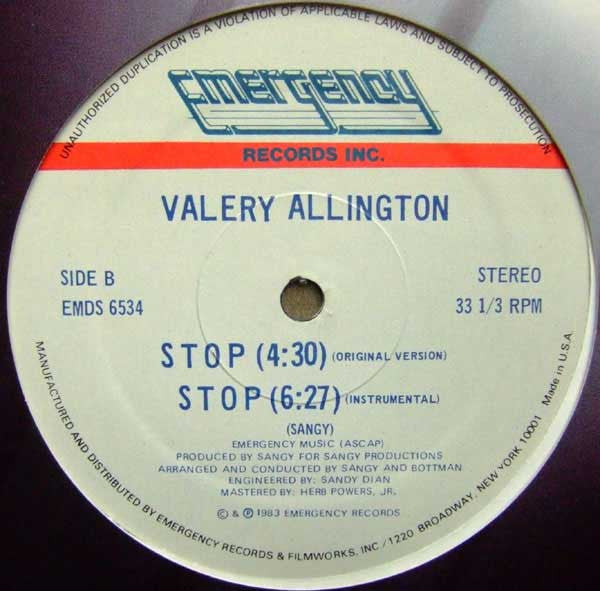 UNAUTHORIZED DUPLICATION IS A VIOLATION OF APPLICABLE LAWS AND SUBJECT TO PROSECUTION
Emergency
RECORDS INC.
VALERY ALLINGTON
SIDE B
EMDS 6534
STEREO
33 1/3 RPM
STOP (4:30) (ORIGINAL VERSION)
STOP (6:27) (INSTRUMENTAL)
(SANGY)
EMERGENCY MUSIC (ASCAP)
PRODUCED BY SANGY FOR SANGY PRODUCTIONS
ARRANGED AND CONDUCTED BY SANGY AND BOTTMAN
ENGINEERED BY: SANDY DIAN
MASTERED BY: HERB POWERS, JR.
© & ℗ 1983 EMERGENCY RECORDS
MANUFACTURED AND DISTRIBUTED BY EMERGENCY RECORDS & FILMWORKS, INC / 1220 BROADWAY, NEW YORK 10001 Made in U.S.A.